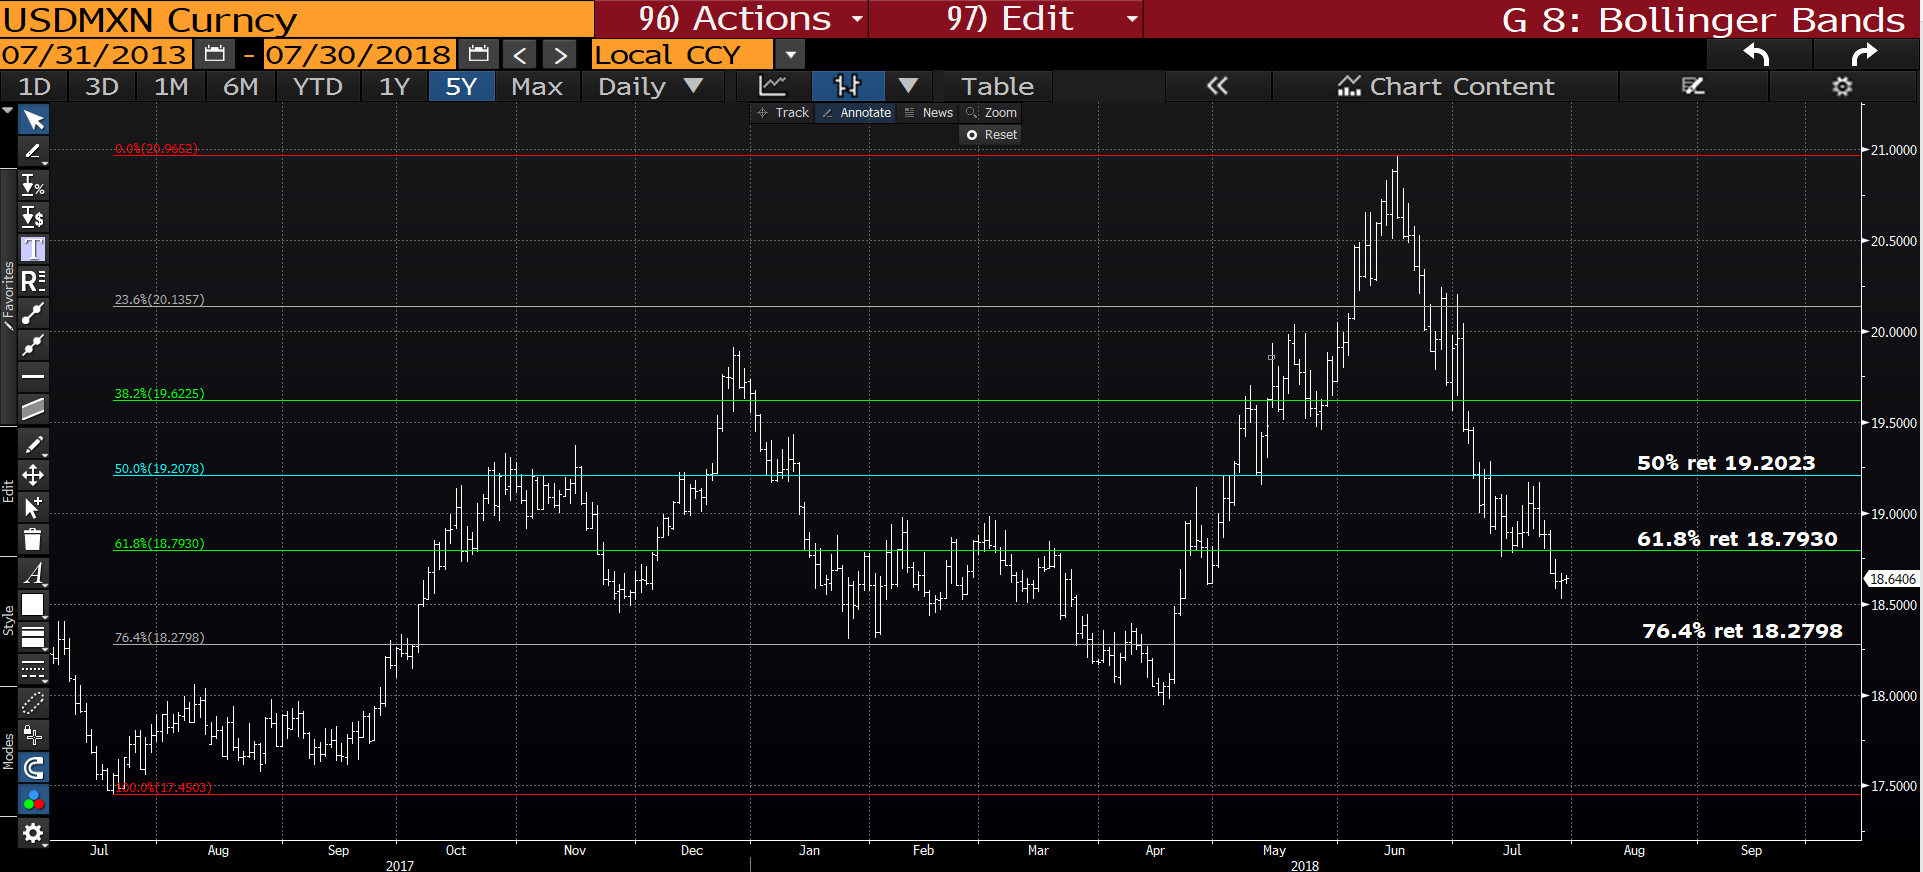 USDMXN Curncy 96) Actions 97) Edit G 8: Bollinger Bands
07/31/2013 - 07/30/2018 < > Local CCY
1D 3D 1M 6M YTD 1Y 5Y Max Daily Table « Chart Content
Track Annotate News Zoom
Reset
0.0%(20.9652)
21.0000
20.5000
23.6%(20.1357)
20.0000
38.2%(19.6225)
19.5000
50% ret 19.2023
50.0%(19.2078)
19.0000
61.8% ret 18.7930
61.8%(18.7930)
18.6406
18.5000
76.4% ret 18.2798
76.4%(18.2798)
18.0000
100.0%(17.4503)
17.5000
Favorites
Edit
Style
Modes
% 
$
T
R
A
Jul Aug Sep Oct Nov Dec Jan Feb Mar Apr May Jun Jul Aug Sep
2017 2018